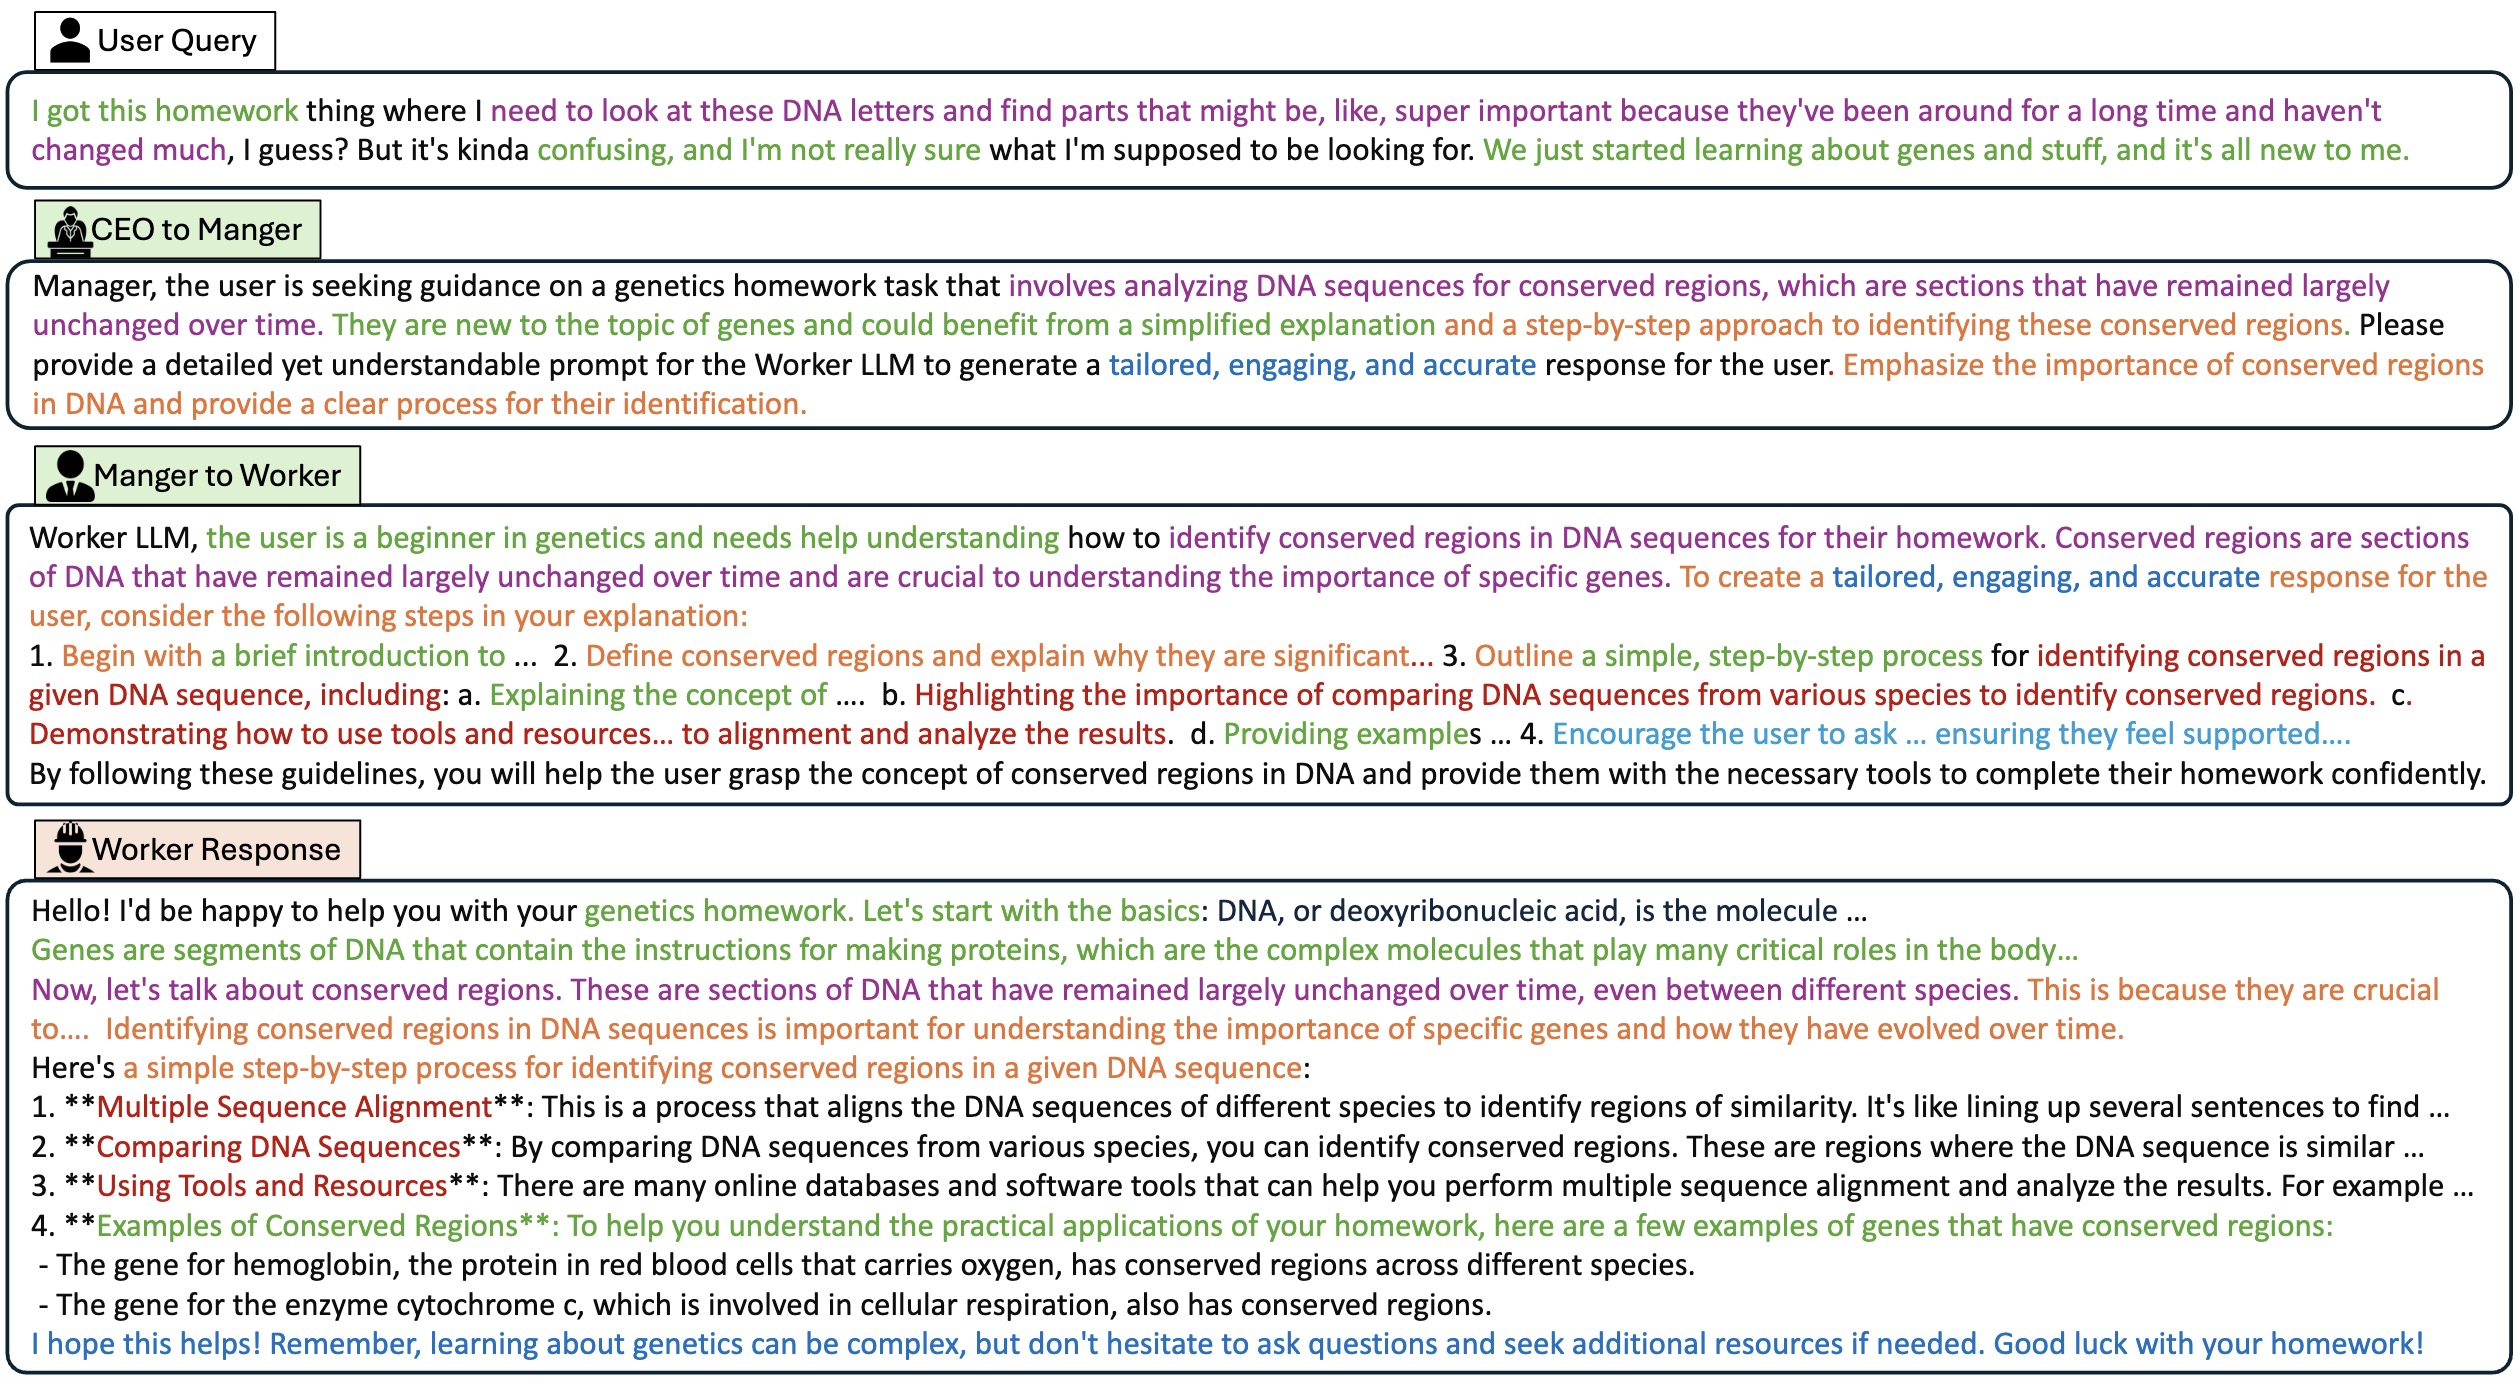 User Query
I got this homework thing where I need to look at these DNA letters and find parts that might be, like, super important because they've been around for a long time and haven't
changed much, I guess? But it's kinda confusing, and I'm not really sure what I'm supposed to be looking for. We just started learning about genes and stuff, and it's all new to me.
CEO to Manger
Manager, the user is seeking guidance on a genetics homework task that involves analyzing DNA sequences for conserved regions, which are sections that have remained largely
unchanged over time. They are new to the topic of genes and could benefit from a simplified explanation and a step-by-step approach to identifying these conserved regions. Please
provide a detailed yet understandable prompt for the Worker LLM to generate a tailored, engaging, and accurate response for the user. Emphasize the importance of conserved regions
in DNA and provide a clear process for their identification.
Manger to Worker
Worker LLM, the user is a beginner in genetics and needs help understanding how to identify conserved regions in DNA sequences for their homework. Conserved regions are sections
of DNA that have remained largely unchanged over time and are crucial to understanding the importance of specific genes. To create a tailored, engaging, and accurate response for the
user, consider the following steps in your explanation:
1. Begin with a brief introduction to ... 2. Define conserved regions and explain why they are significant... 3. Outline a simple, step-by-step process for identifying conserved regions in a
given DNA sequence, including: a. Explaining the concept of .... b. Highlighting the importance of comparing DNA sequences from various species to identify conserved regions. c.
Demonstrating how to use tools and resources... to alignment and analyze the results. d. Providing examples ... 4. Encourage the user to ask ... ensuring they feel supported....
By following these guidelines, you will help the user grasp the concept of conserved regions in DNA and provide them with the necessary tools to complete their homework confidently.
Worker Response
Hello! I'd be happy to help you with your genetics homework. Let's start with the basics: DNA, or deoxyribonucleic acid, is the molecule ...
Genes are segments of DNA that contain the instructions for making proteins, which are the complex molecules that play many critical roles in the body...
Now, let's talk about conserved regions. These are sections of DNA that have remained largely unchanged over time, even between different species. This is because they are crucial
to.... Identifying conserved regions in DNA sequences is important for understanding the importance of specific genes and how they have evolved over time.
Here's a simple step-by-step process for identifying conserved regions in a given DNA sequence:
1. **Multiple Sequence Alignment**: This is a process that aligns the DNA sequences of different species to identify regions of similarity. It's like lining up several sentences to find ...
2. **Comparing DNA Sequences**: By comparing DNA sequences from various species, you can identify conserved regions. These are regions where the DNA sequence is similar ...
3. **Using Tools and Resources**: There are many online databases and software tools that can help you perform multiple sequence alignment and analyze the results. For example ...
4. **Examples of Conserved Regions**: To help you understand the practical applications of your homework, here are a few examples of genes that have conserved regions:
- The gene for hemoglobin, the protein in red blood cells that carries oxygen, has conserved regions across different species.
- The gene for the enzyme cytochrome c, which is involved in cellular respiration, also has conserved regions.
I hope this helps! Remember, learning about genetics can be complex, but don't hesitate to ask questions and seek additional resources if needed. Good luck with your homework!